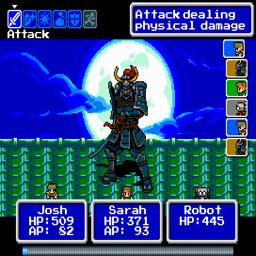 Attack dealing
physical damage
Attack
Josh
HP:509
AP: 82
Sarah
HP:371
AP: 93
Robot
HP:445